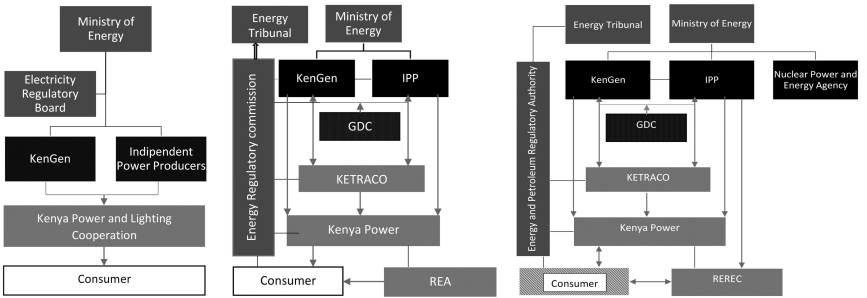 Ministry of
Energy
Electricity
Regulatory
Board
KenGen
Indipendent
Power Producers
Kenya Power and Lighting
Cooperation
Consumer
Energy
Tribunal
Ministry of
Energy
Energy Regulatory commission
KenGen
IPP
GDC
KETRACO
Kenya Power
Consumer
REA
Energy Tribunal
Ministry of Energy
Energy and Petroleum Regulatory Authority
KenGen
IPP
Nuclear Power and
Energy Agency
GDC
KETRACO
Kenya Power
Consumer
REREC